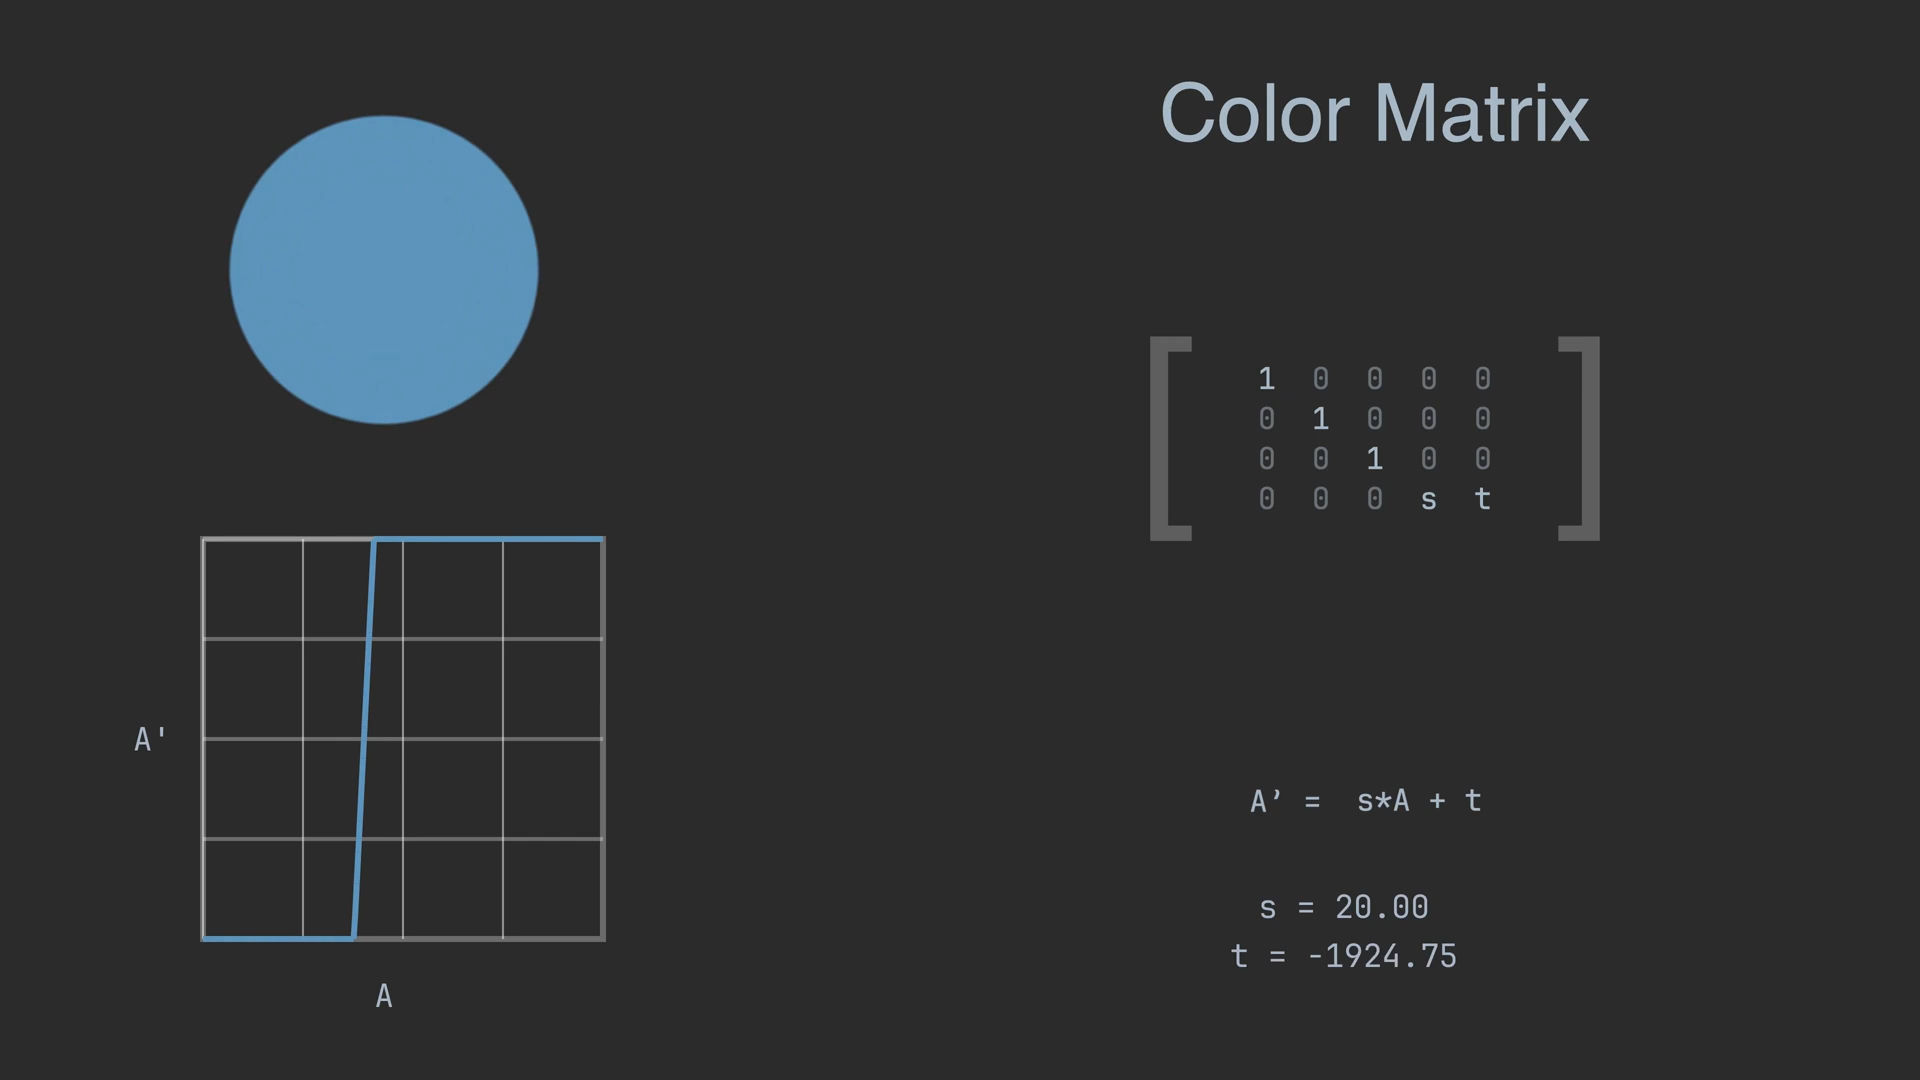 Color Matrix
1 0 0 0 0
0 1 0 0 0
0 0 1 0 0
0 0 0 s t
A'
A’ = s*A + t
s = 20.00
t = -1924.75
A